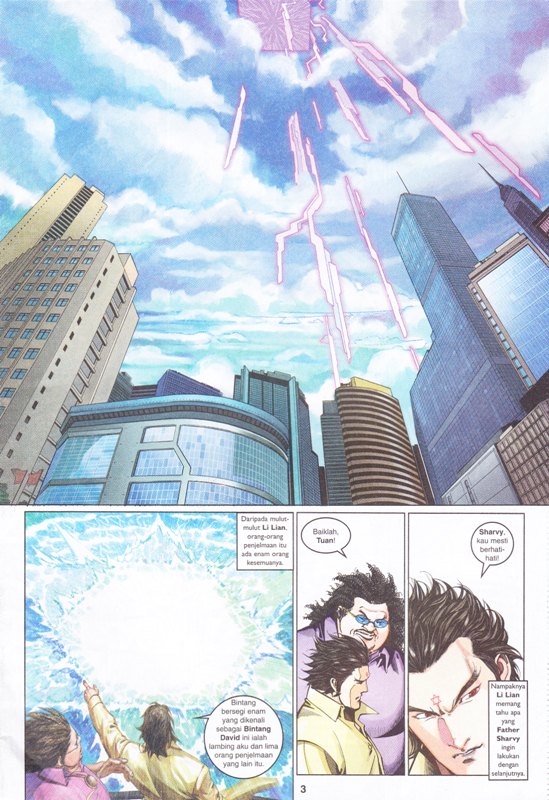 Daripada mulut-
mulut Li Lian,
orang-orang
penjelmaan itu
ada enam orang
kesemuanya.
Bintang
bersegi enam
yang dikenali
sebagai Bintang
David ini ialah
lambing aku dan lima
orang penjelmaan
yang lain itu.
Baiklah,
Tuan!
Sharvy,
kau mesti
berhati-
hati!
Nampaknya
Li Lian
memang
tahu apa
yang
Father
Sharvy
ingin
lakukan
dengan
selanjutnya.
3